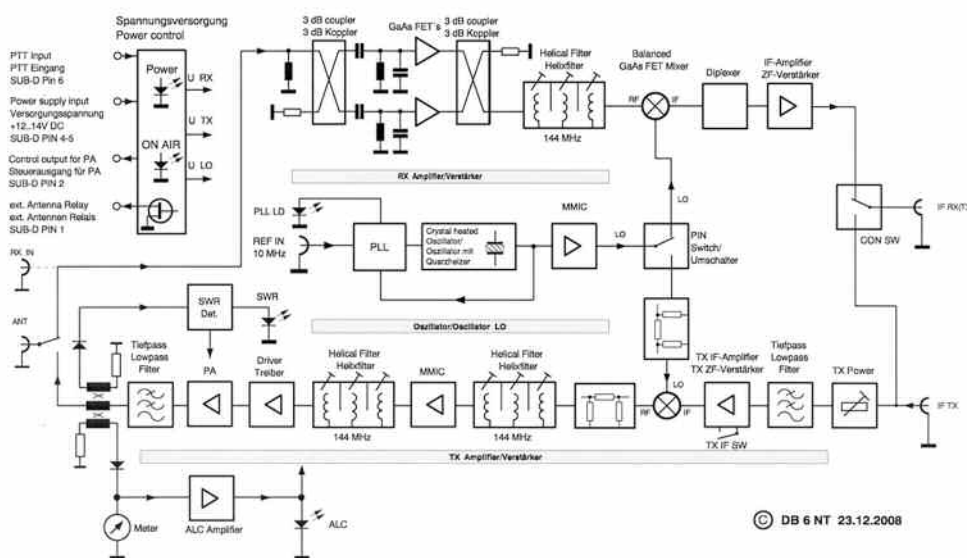 Spannungsversorgung
Power control
PTT Input
PTT Eingang
SUB-D Pin 6
Power supply input
Versorgungsspannung
+12..14V DC
SUB-D PIN 4-5
Control output for PA
Steuerausgang für PA
SUB-D PIN 2
ext. Antenna Relay
ext. Antennen Relais
SUB-D PIN 1
Power
ON AIR
U RX
U TX
U LO
3 dB coupler
3 dB Koppler
GaAs FET´s
3 dB coupler
3 dB Koppler
Helical Filter
Helixfilter
144 MHz
Balanced
GaAs FET Mixer
RF
IF
Diplexer
IF-Amplifier
ZF-Verstärker
RX Amplifier/Verstärker
LO
CON SW
IF RX(TX
PLL LD
REF IN
10 MHz
PLL
Crystal heated
Oszillator/
Oszillator mit
Quarzheizer
MMIC
LO
PIN
Switch/
Umschalter
Oszillator/Oscillator LO
RX IN
ANT
SWR
Det.
SWR
Tiefpass
Lowpass
Filter
PA
Driver
Treiber
Helical Filter
Helixfilter
144 MHz
MMIC
Helical Filter
Helixfilter
144 MHz
LO
RF
IF
TX IF-Amplifier
TX ZF-Verstärker
TX IF SW
Tiefpass
Lowpass
Filter
TX Power
IF TX
TX Amplifier/Verstärker
Meter
ALC Amplifier
ALC
© DB 6 NT 23.12.2008